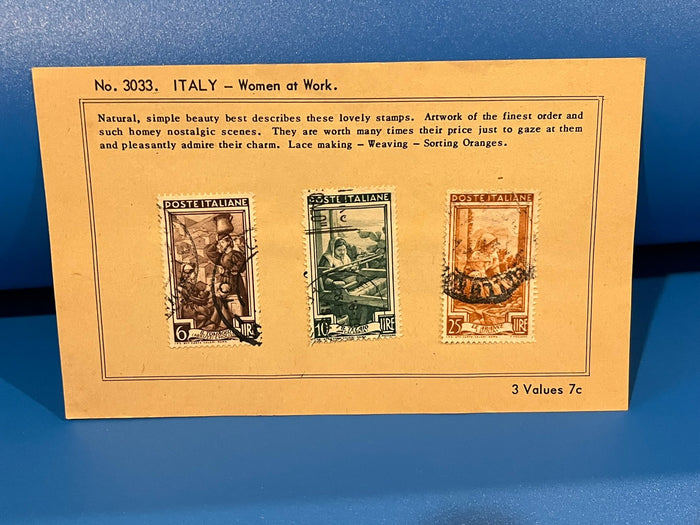 No. 3033. ITALY – Women at Work.
Natural, simple beauty best describes these lovely stamps. Artwork of the finest order and
such homey nostalgic scenes. They are worth many times their price just to gaze at them
and pleasantly admire their charm. Lace making – Weaving – Sorting Oranges.
POSTE ITALIANE
6 LIRE
POSTE ITALIANE
10 LIRE
POSTE ITALIANE
25 LIRE
3 Values 7c